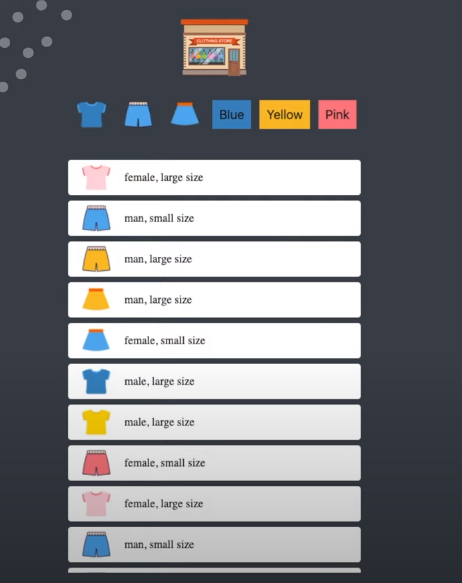 CLOTHING STORE
Blue Yellow Pink
female, large size
man, small size
man, large size
man, large size
female, small size
male, large size
male, large size
female, small size
female, large size
man, small size